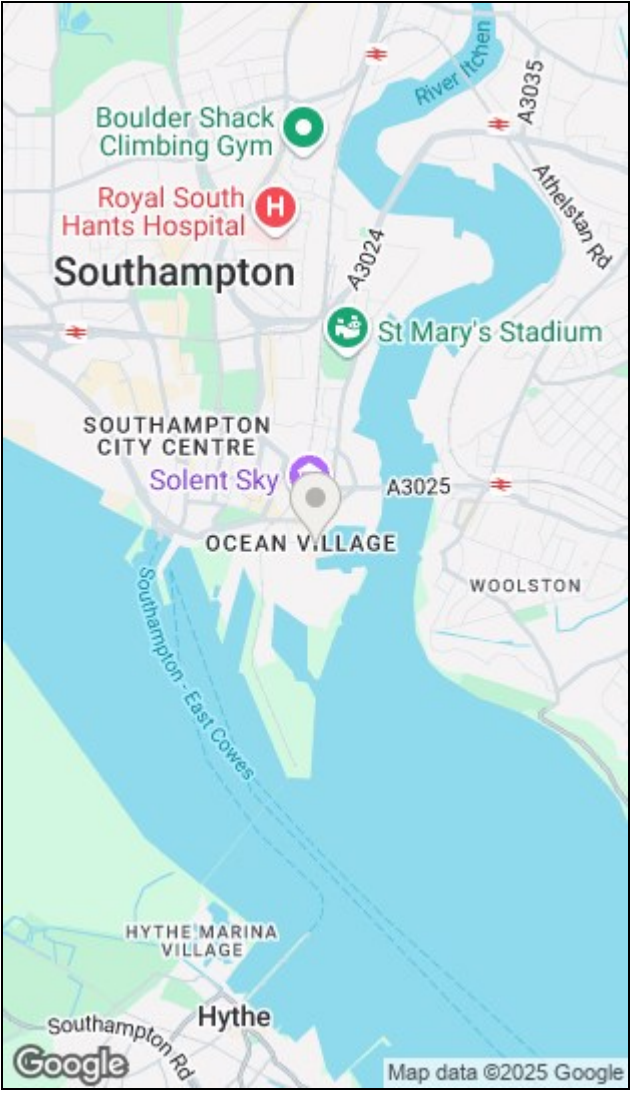 River Itchen
A3035
Boulder Shack
Climbing Gym
Athelstan Rd
Royal South
Hants Hospital
H
A3024
Southampton
St Mary's Stadium
SOUTHAMPTON
CITY CENTRE
Solent Sky
A3025
OCEAN VILLAGE
WOOLSTON
Southampton - East Cowes
HYTHE MARINA
VILLAGE
Hythe
Southampton Rd
Google
Map data ©2025 Google